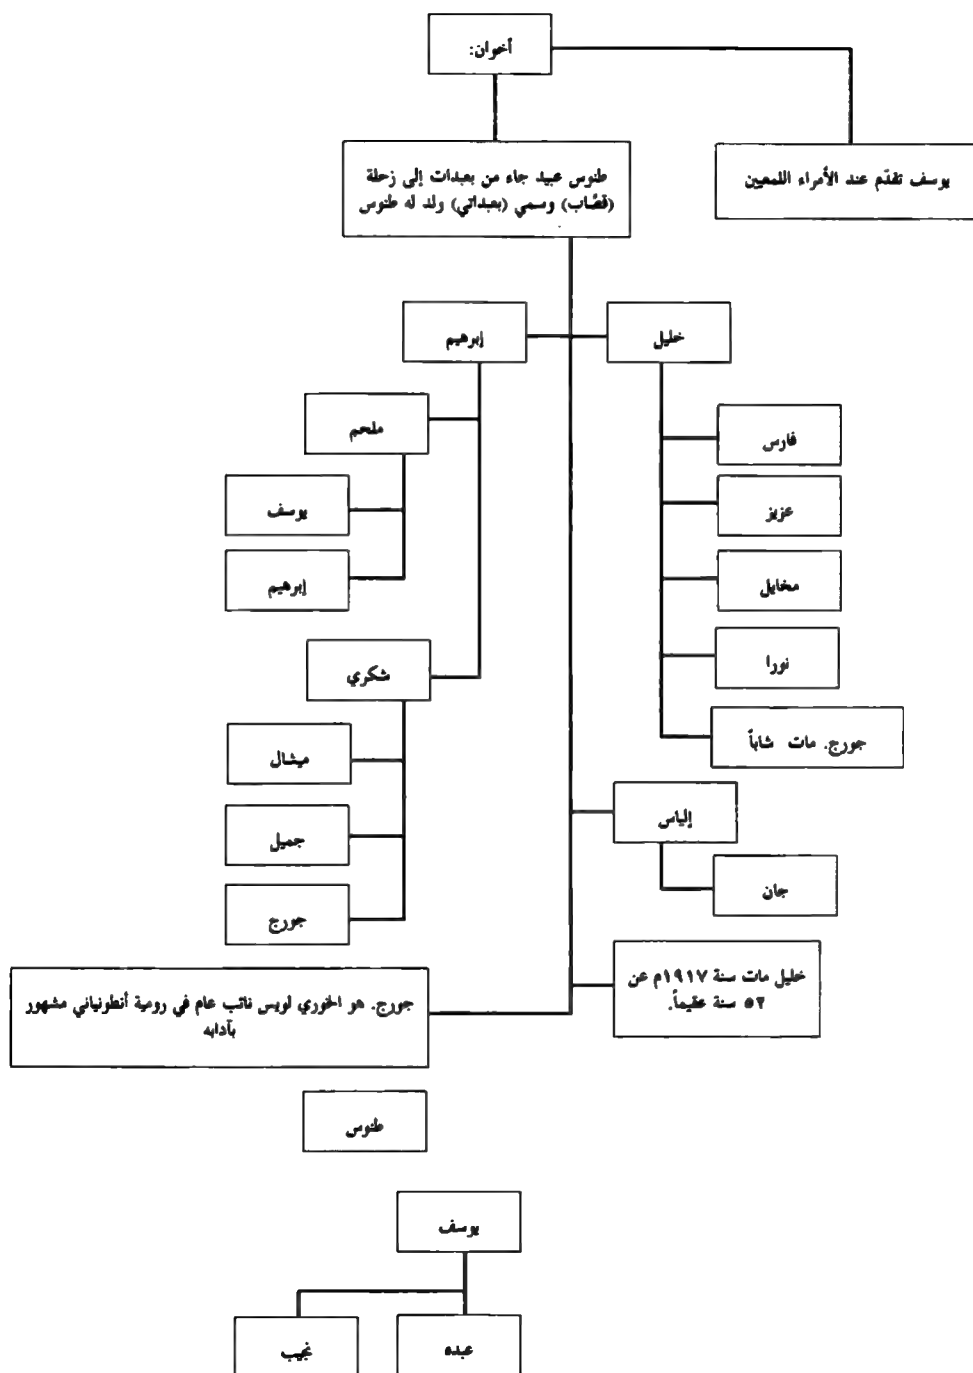 أخوان:
يوسف تقدّم عند الأمراء اللمعيين
طنوس عبيد جاء من بعبدات إلى زحلة
(قصّاب) وسمي (بعبداتي) ولد له طنوس
خليل
إبرهيم
ملحم
فارس
عزيز
يوسف
مخايل
إبرهيم
نورا
شكري
جورج. مات شاباً
ميشال
إلياس
جميل
جان
جورج
خليل مات سنة ١٩١٧م عن
٥٢ سنة عقيماً.
جورج. هو الخوري لويس نائب عام في رومية أنطونياني مشهور
بآدابه
طنوس
يوسف
عبده
نجيب